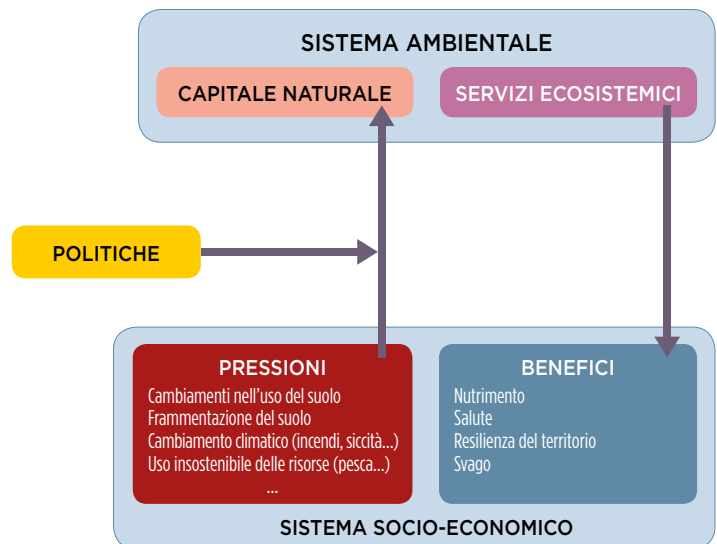 SISTEMA AMBIENTALE
CAPITALE NATURALE
SERVIZI ECOSISTEMICI
POLITICHE
PRESSIONI
Cambiamenti nell'uso del suolo
Frammentazione del suolo
Cambiamento climatico (incendi, siccità...)
Uso insostenibile delle risorse (pesca...)
...
BENEFICI
Nutrimento
Salute
Resilienza del territorio
Svago
SISTEMA SOCIO-ECONOMICO